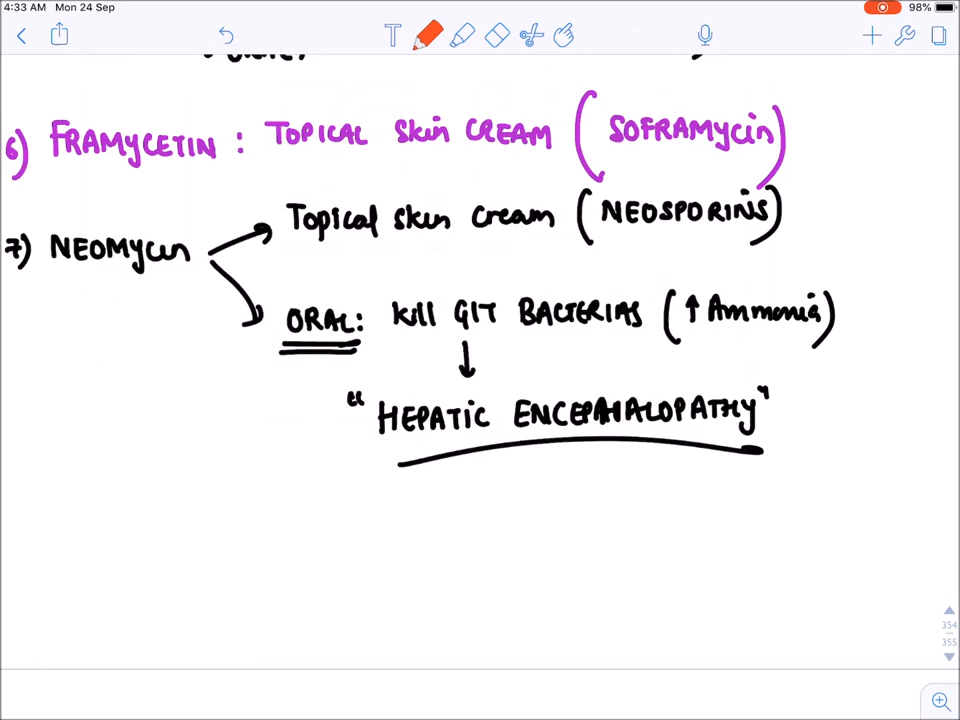 4:33 AM Mon 24 Sep 98%
6) FRAMYCETIN : TOPICAL Skin CREAM (SOFRAMYcin)
Topical skin cream (NEOSPORINS)
7) NEOMYcin
ORAL: kill GIT BACTERIAS (↑ Ammonia)
↓
"HEPATIC ENCEPHALOPATHY"
354
355